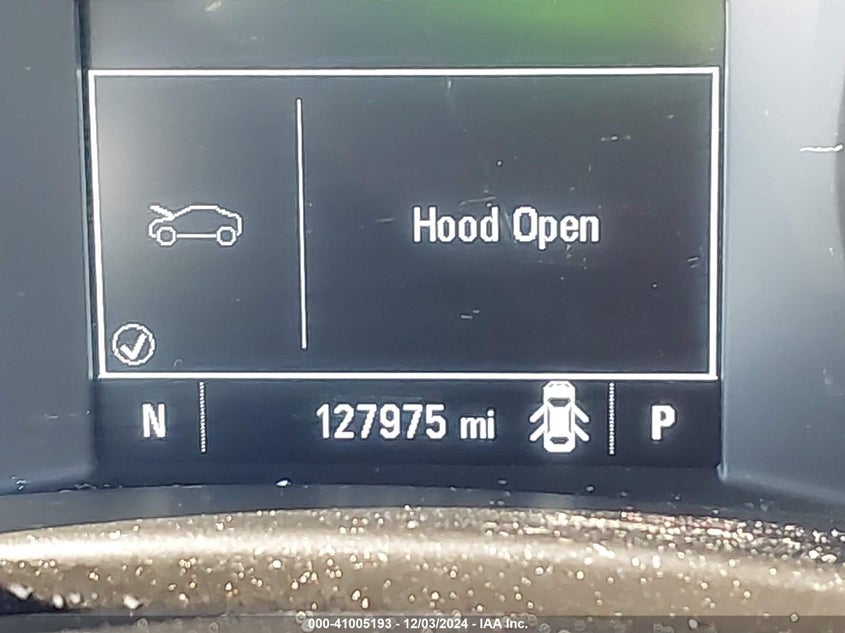 Hood Open
N 127975 mi P
000-41005193 - 12/03/2024 - IAA Inc.